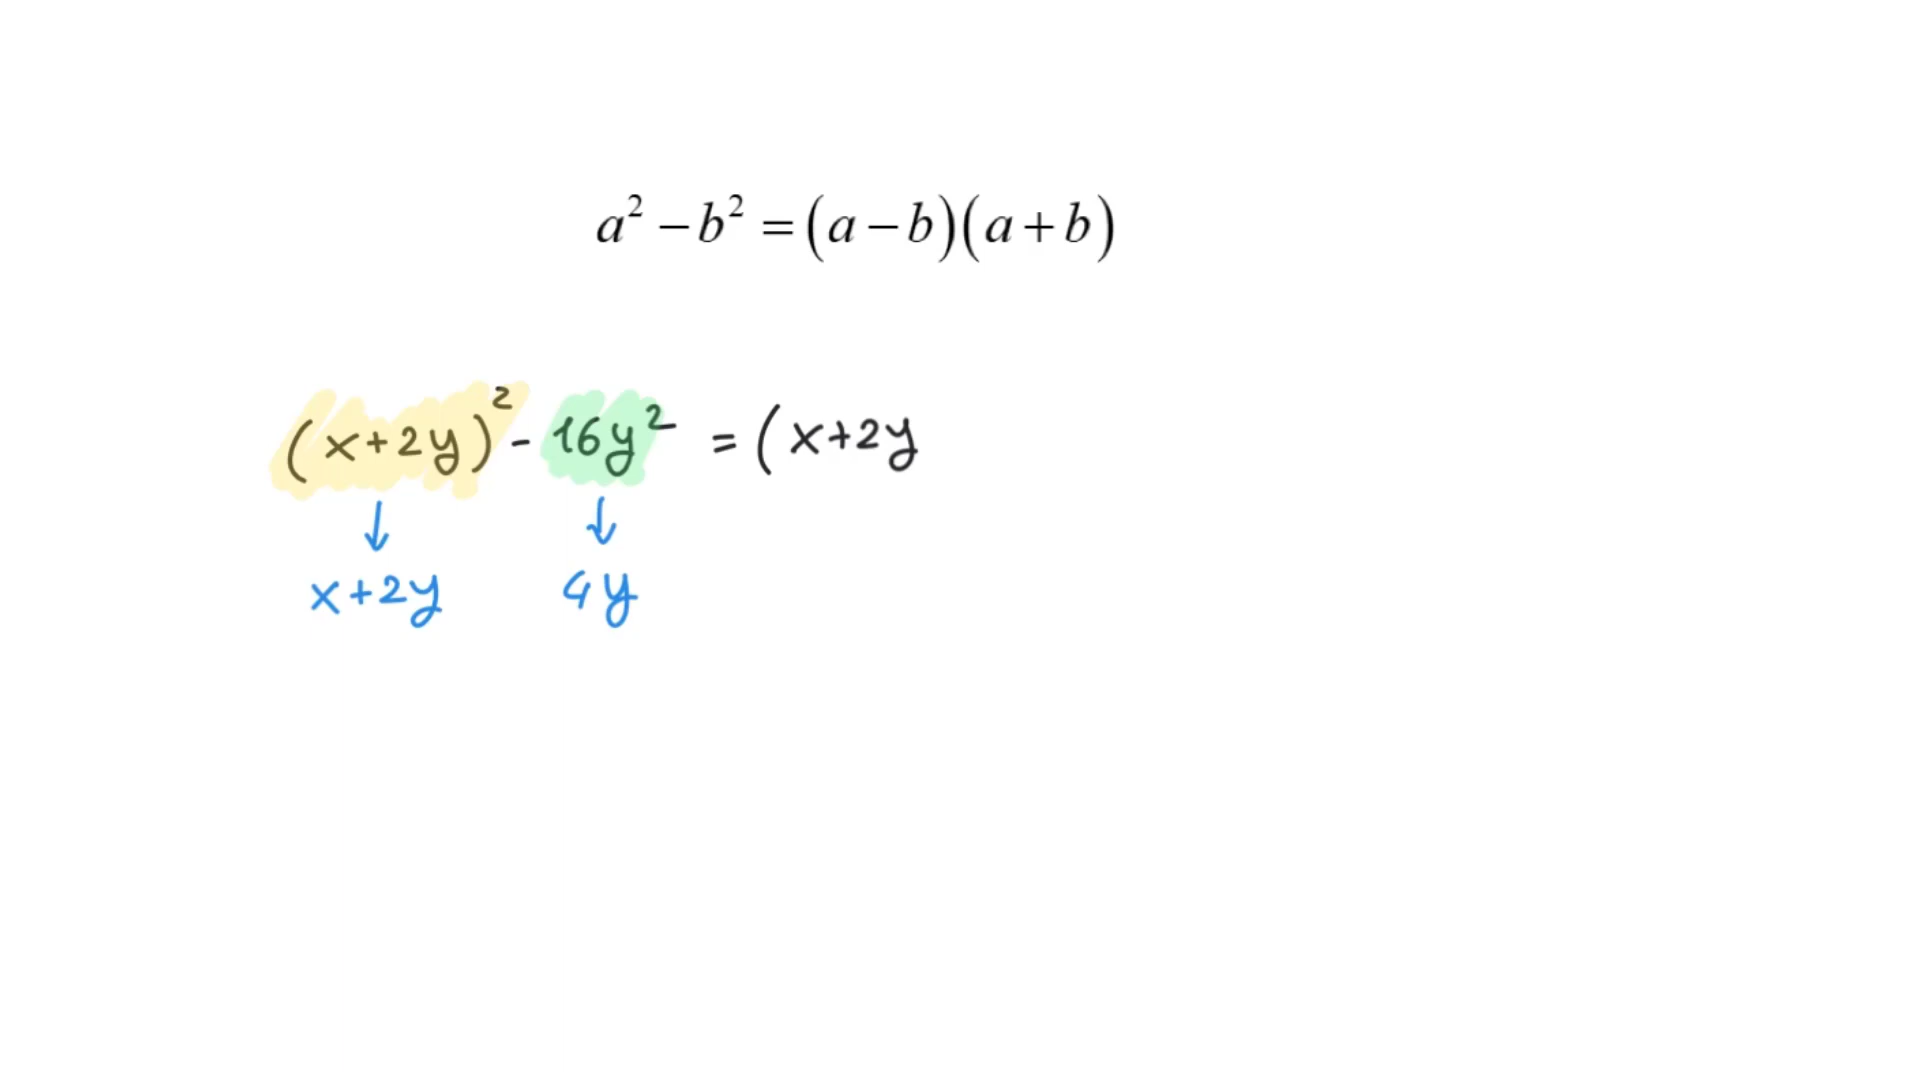 a² − b² = (a − b)(a + b)
(x+2y)² - 16y² = (x+2y
↓ ↓
x+2y 4y